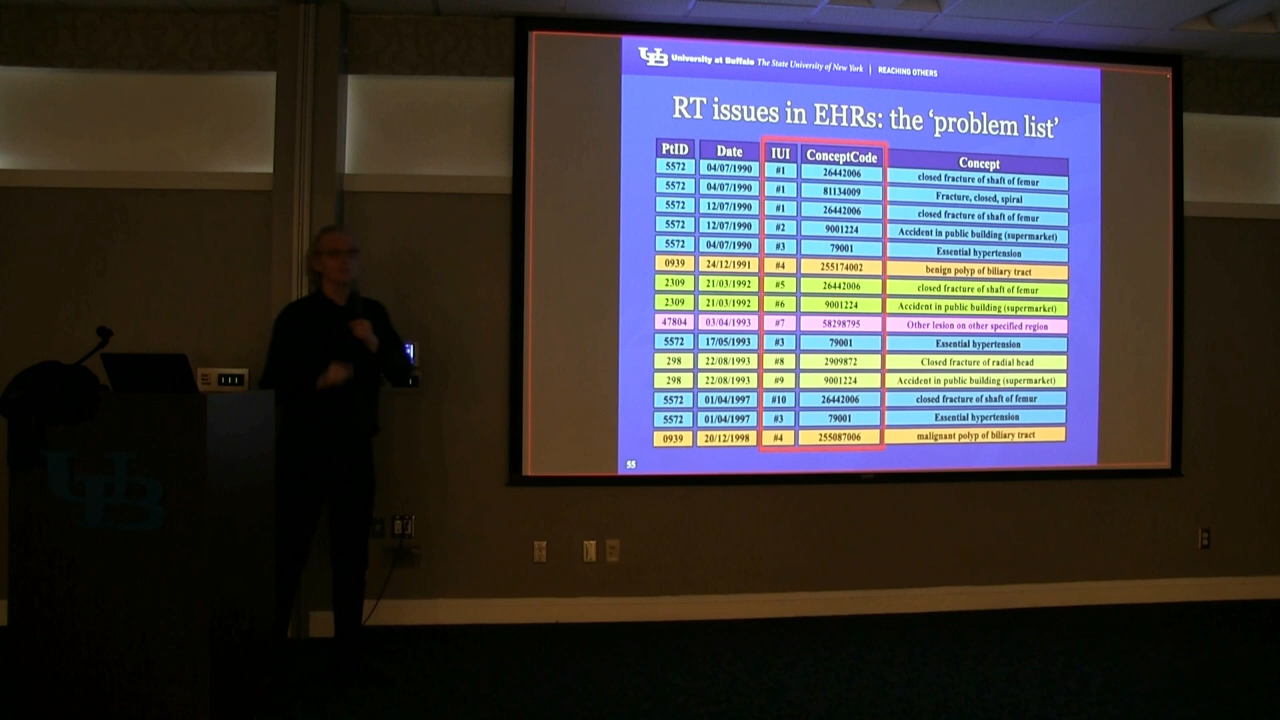 UB University at Buffalo The State University of New York | REACHING OTHERS
RT issues in EHRs: the ‘problem list’
PtID Date IUI ConceptCode Concept
5572 04/07/1990 #1 26442006 closed fracture of shaft of femur
5572 04/07/1990 #1 81134009 Fracture, closed, spiral
5572 12/07/1990 #1 26442006 closed fracture of shaft of femur
5572 12/07/1990 #2 9001224 Accident in public building (supermarket)
5572 04/07/1990 #3 79001 Essential hypertension
0939 24/12/1991 #4 255174002 benign polyp of biliary tract
2309 21/03/1992 #5 26442006 closed fracture of shaft of femur
2309 21/03/1992 #6 9001224 Accident in public building (supermarket)
47804 03/04/1993 #7 58298795 Other lesion on other specified region
5572 17/05/1993 #3 79001 Essential hypertension
298 22/08/1993 #8 2909872 Closed fracture of radial head
298 22/08/1993 #9 9001224 Accident in public building (supermarket)
5572 01/04/1997 #10 26442006 closed fracture of shaft of femur
5572 01/04/1997 #3 79001 Essential hypertension
0939 20/12/1998 #4 255087006 malignant polyp of biliary tract
55
UB